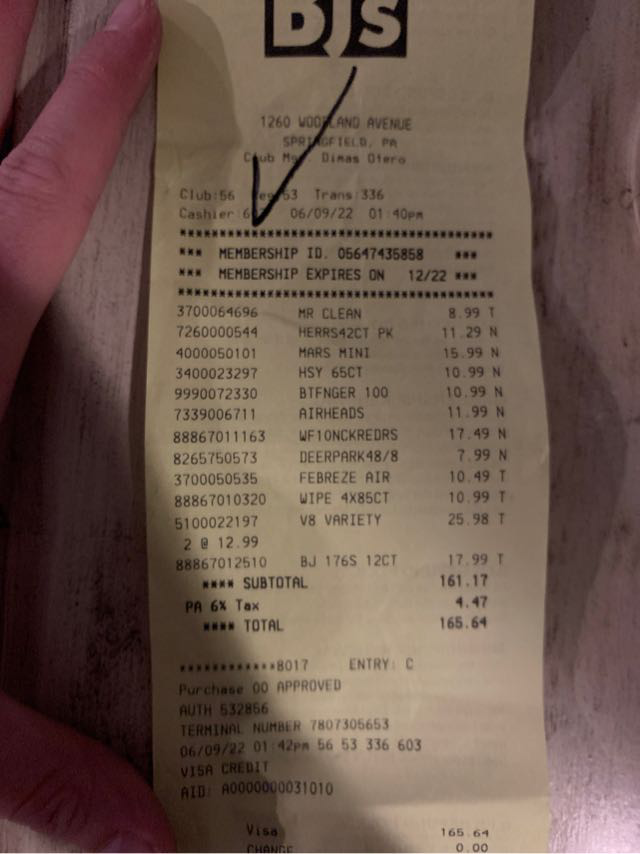 BJS
1260 WOODLAND AVENUE
SPRINGFIELD, PA
Club Mgr. Dimas Otero
Club:56 Reg:53 Trans:336
Cashier:6 06/09/22 01:40pm
*******************************************
*** MEMBERSHIP ID. 05647435858 ***
*** MEMBERSHIP EXPIRES ON 12/22 ***
*******************************************
3700064696 MR CLEAN 8.99 T
7260000544 HERRS42CT PK 11.29 N
4000050101 MARS MINI 15.99 N
3400023297 HSY 65CT 10.99 N
9990072330 BTFNGER 100 10.99 N
7339006711 AIRHEADS 11.99 N
88867011163 WF10NCKREDRS 17.49 N
8265750573 DEERPARK48/8 7.99 N
3700050535 FEBREZE AIR 10.49 T
88867010320 WIPE 4X85CT 10.99 T
5100022197 V8 VARIETY 25.98 T
2 @ 12.99
88867012510 BJ 176S 12CT 17.99 T
**** SUBTOTAL 161.17
PA 6% Tax 4.47
**** TOTAL 165.64
************8017 ENTRY: C
Purchase 00 APPROVED
AUTH 532856
TERMINAL NUMBER 7807305653
06/09/22 01:42pm 56 53 336 603
VISA CREDIT
AID: A0000000031010
Visa 165.64
CHANGE 0.00